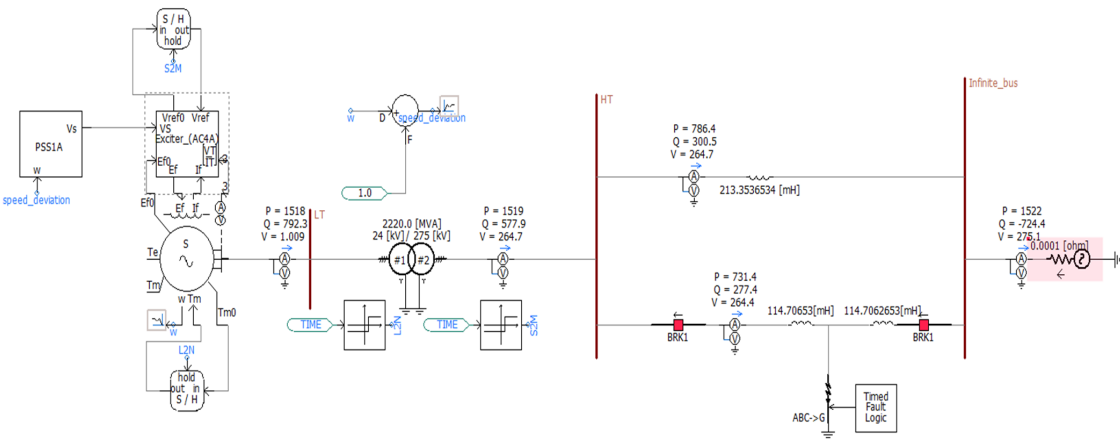 S / H
in out
hold
S2M
Vref0 Vref
VS
Exciter_(AC4A)
VT
IT
3
Ef0
Ef If
Vs
PSS1A
w
speed_deviation
Ef0
Ef If
3
A
V
S
Te
Tm
w Tm
Tm0
w
L2N
hold
out in
S / H
w
D
+
-
F
speed_deviation
1.0
P = 1518
Q = 792.3
V = 1.009
A
V
LT
2220.0 [MVA]
24 [kV] / 275 [kV]
#1 #2
TIME
L2N
TIME
S2M
P = 1519
Q = 577.9
V = 264.7
A
V
HT
P = 786.4
Q = 300.5
V = 264.7
A
V
213.3536534 [mH]
P = 731.4
Q = 277.4
V = 264.4
A
V
BRK1
114.70653[mH]
114.7062653[mH]
BRK1
ABC->G
Timed
Fault
Logic
Infinite_bus
P = 1522
Q = -724.4
V = 275.1
A
V
0.0001 [ohm]